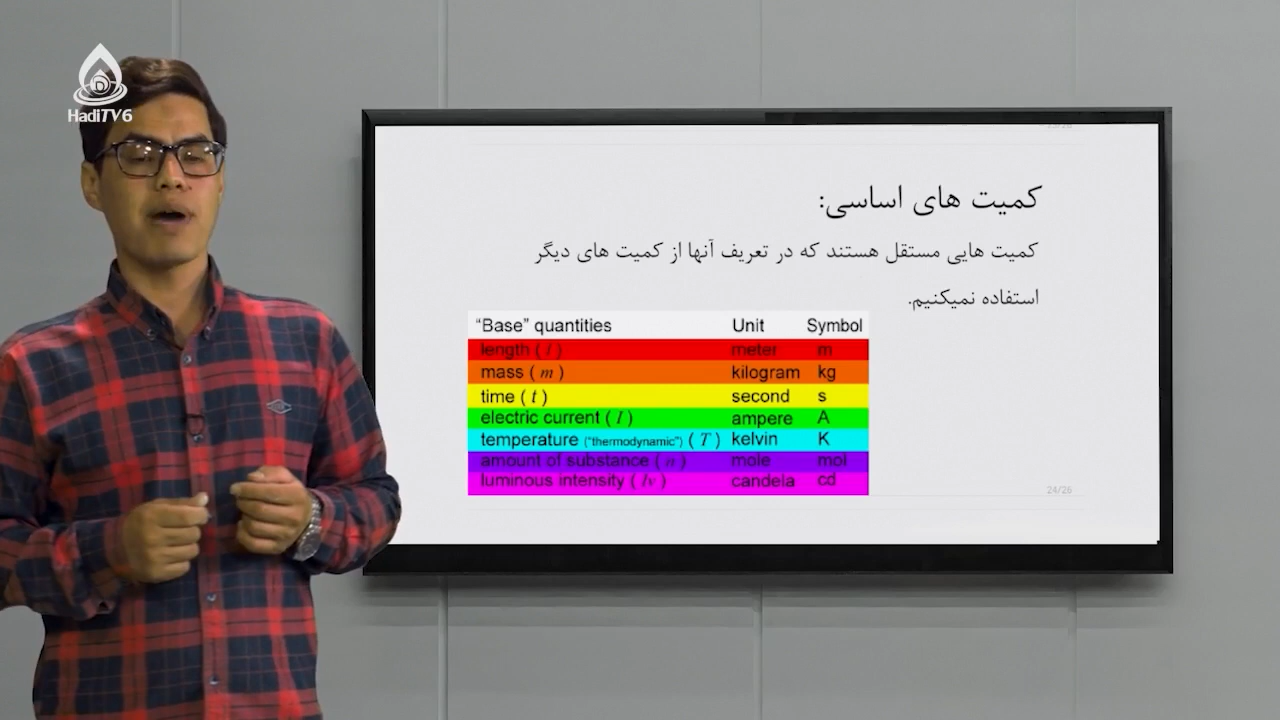 HadiTV6
کمیت های اساسی:
کمیت هایی مستقل هستند که در تعریف آنها از کمیت های دیگر
استفاده نمیکنیم.
“Base” quantities Unit Symbol
length ( l ) meter m
mass ( m ) kilogram kg
time ( t ) second s
electric current ( I ) ampere A
temperature (“thermodynamic”) ( T ) kelvin K
amount of substance ( n ) mole mol
luminous intensity ( Iv ) candela cd
24/26